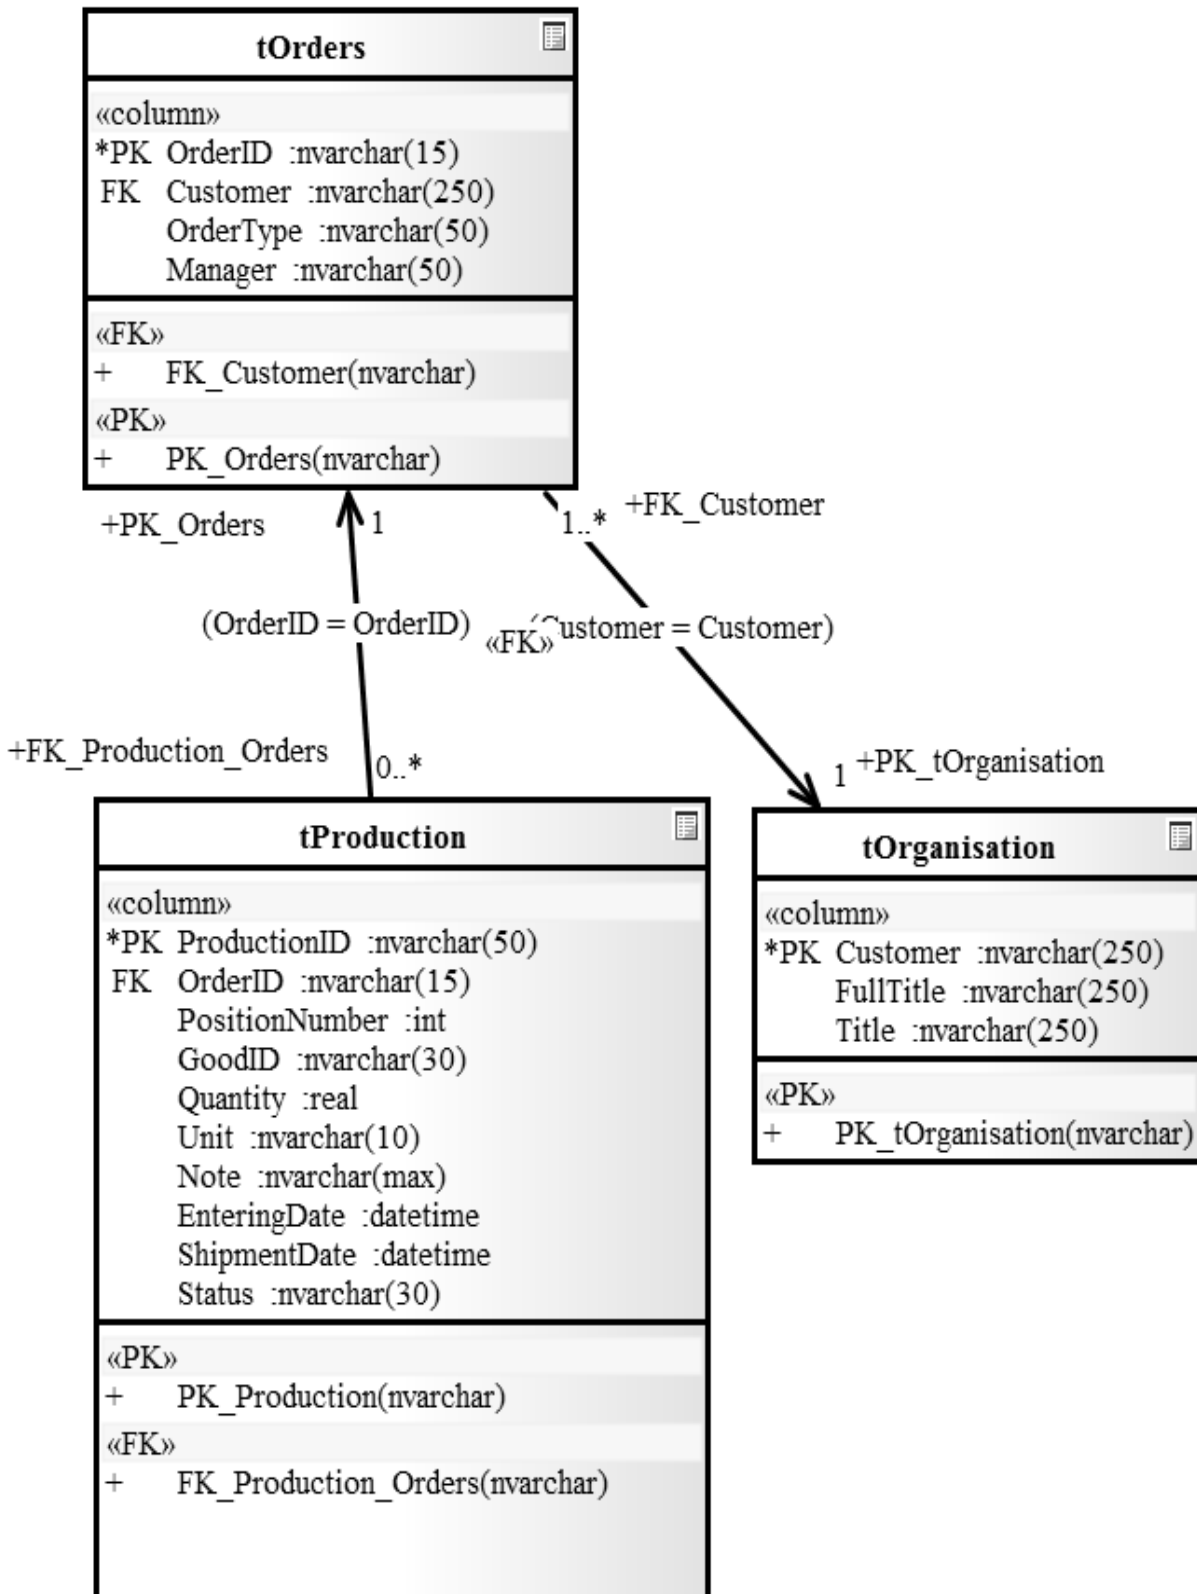 tOrders
«column»
*PK OrderID :nvarchar(15)
FK Customer :nvarchar(250)
OrderType :nvarchar(50)
Manager :nvarchar(50)
«FK»
+ FK_Customer(nvarchar)
«PK»
+ PK_Orders(nvarchar)
+PK_Orders
1
1..*
+FK_Customer
(OrderID = OrderID)
«FK»
(Customer = Customer)
+FK_Production_Orders
0..*
1
+PK_tOrganisation
tProduction
«column»
*PK ProductionID :nvarchar(50)
FK OrderID :nvarchar(15)
PositionNumber :int
GoodID :nvarchar(30)
Quantity :real
Unit :nvarchar(10)
Note :nvarchar(max)
EnteringDate :datetime
ShipmentDate :datetime
Status :nvarchar(30)
«PK»
+ PK_Production(nvarchar)
«FK»
+ FK_Production_Orders(nvarchar)
tOrganisation
«column»
*PK Customer :nvarchar(250)
FullTitle :nvarchar(250)
Title :nvarchar(250)
«PK»
+ PK_tOrganisation(nvarchar)